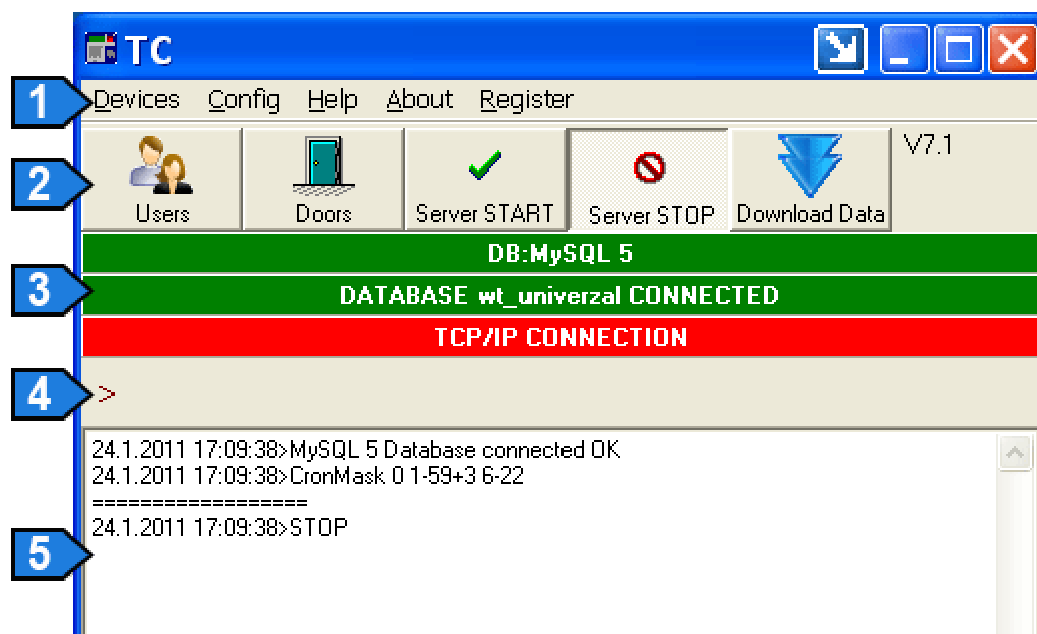 TC
1
Devices Config Help About Register
2
Users Doors Server START Server STOP Download Data V7.1
3
DB:MySQL 5
DATABASE wt_univerzal CONNECTED
TCP/IP CONNECTION
4
>
24.1.2011 17:09:38>MySQL 5 Database connected OK
24.1.2011 17:09:38>CronMask 0 1-59+3 6-22
==================
24.1.2011 17:09:38>STOP
5